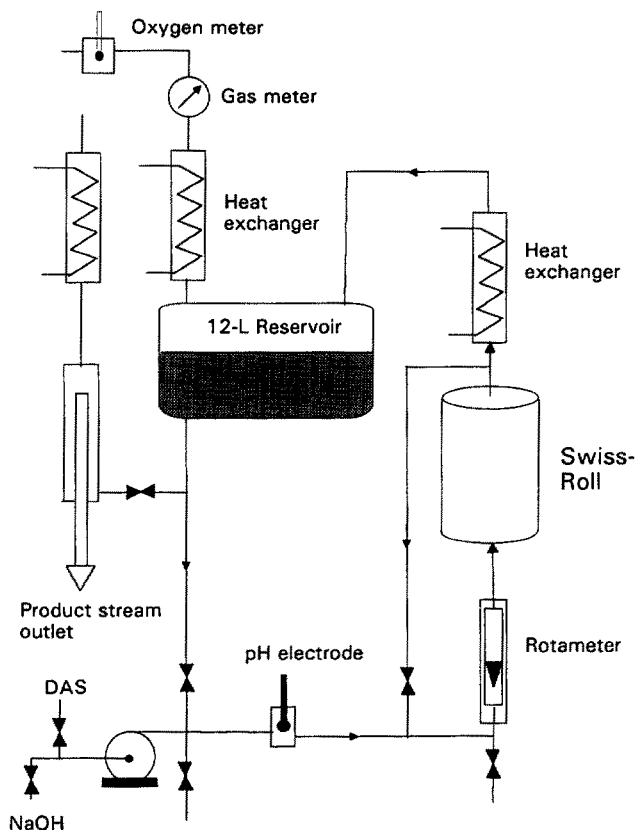 Oxygen meter
Gas meter
Heat
exchanger
Heat
exchanger
12-L Reservoir
Swiss-
Roll
Product stream
outlet
pH electrode
Rotameter
DAS
NaOH